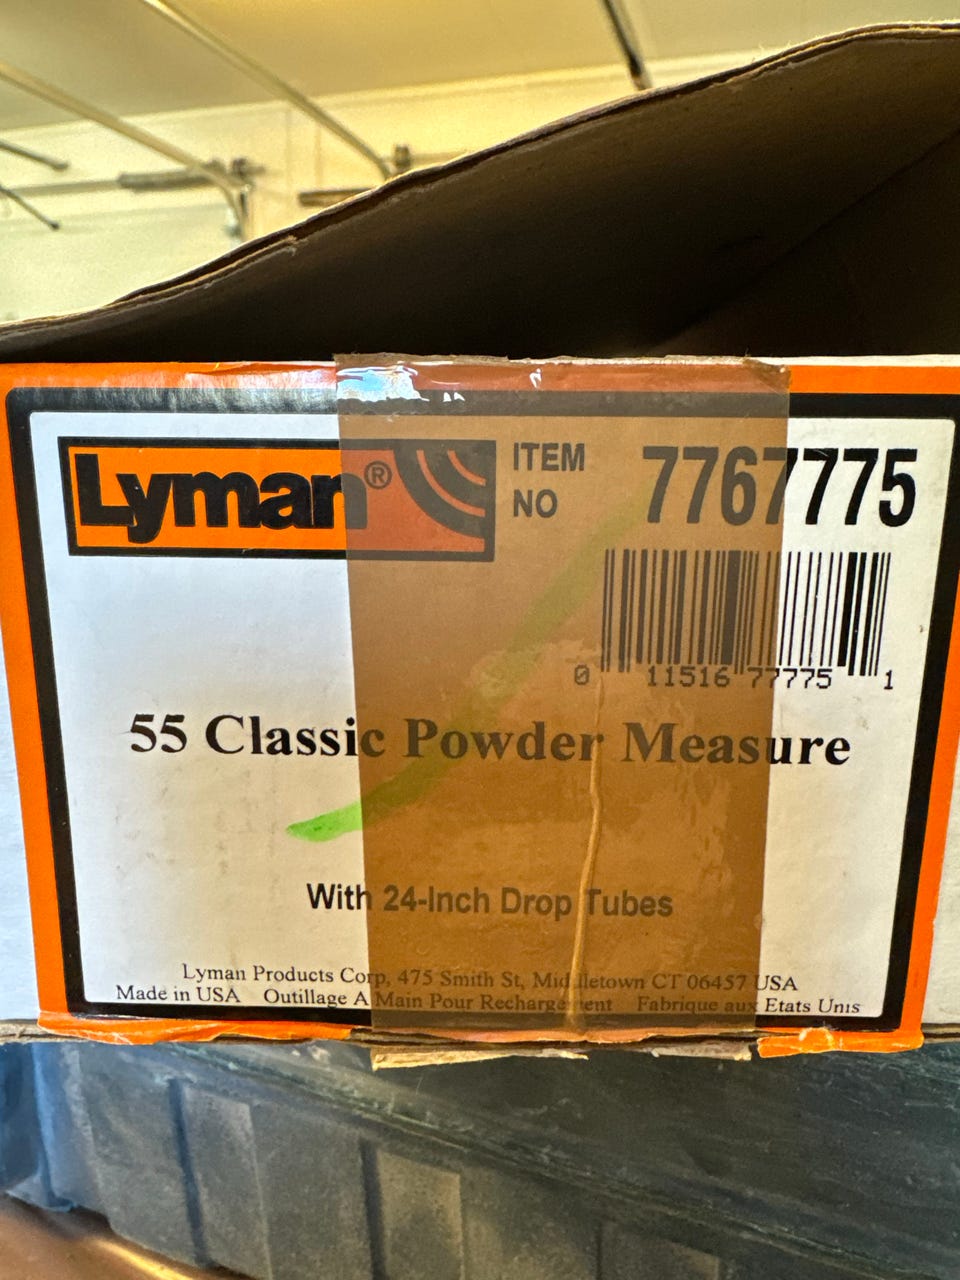 Lyman®
ITEM NO 7767775
0 11516 77775 1
55 Classic Powder Measure
With 24-Inch Drop Tubes
Lyman Products Corp, 475 Smith St, Middletown CT 06457 USA
Made in USA Outillage A Main Pour Rechargement Fabrique aux Etats Unis